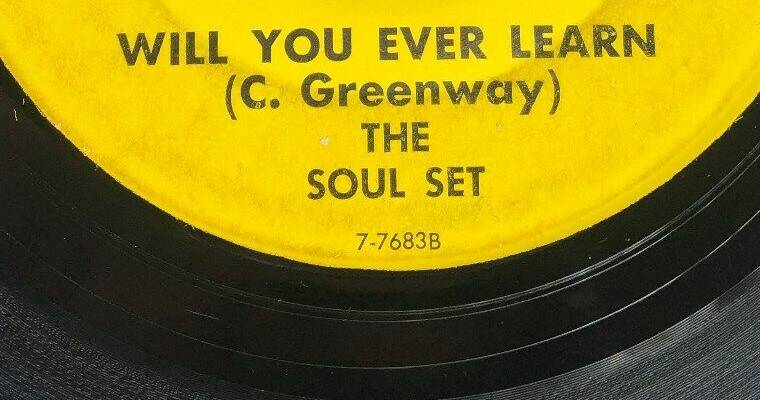 WILL YOU EVER LEARN
(C. Greenway)
THE
SOUL SET
7-7683B